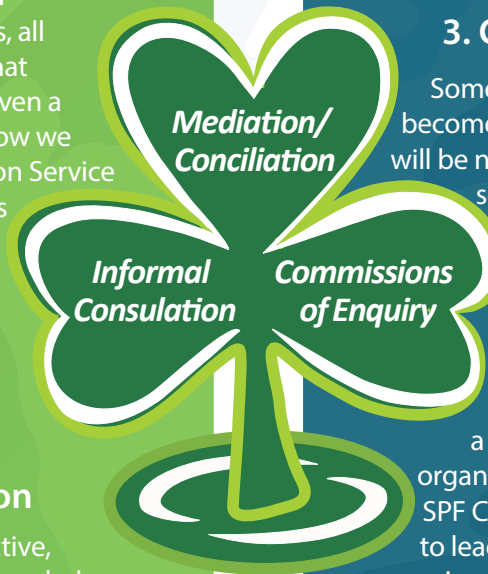 s, all
hat
ven a
ow we
on Service
s
on
tive,
Mediation/
Conciliation
Informal
Consulation
Commissions
of Enquiry
3. 
Some
become
will be n
s
a
organ
SPF C
to lea